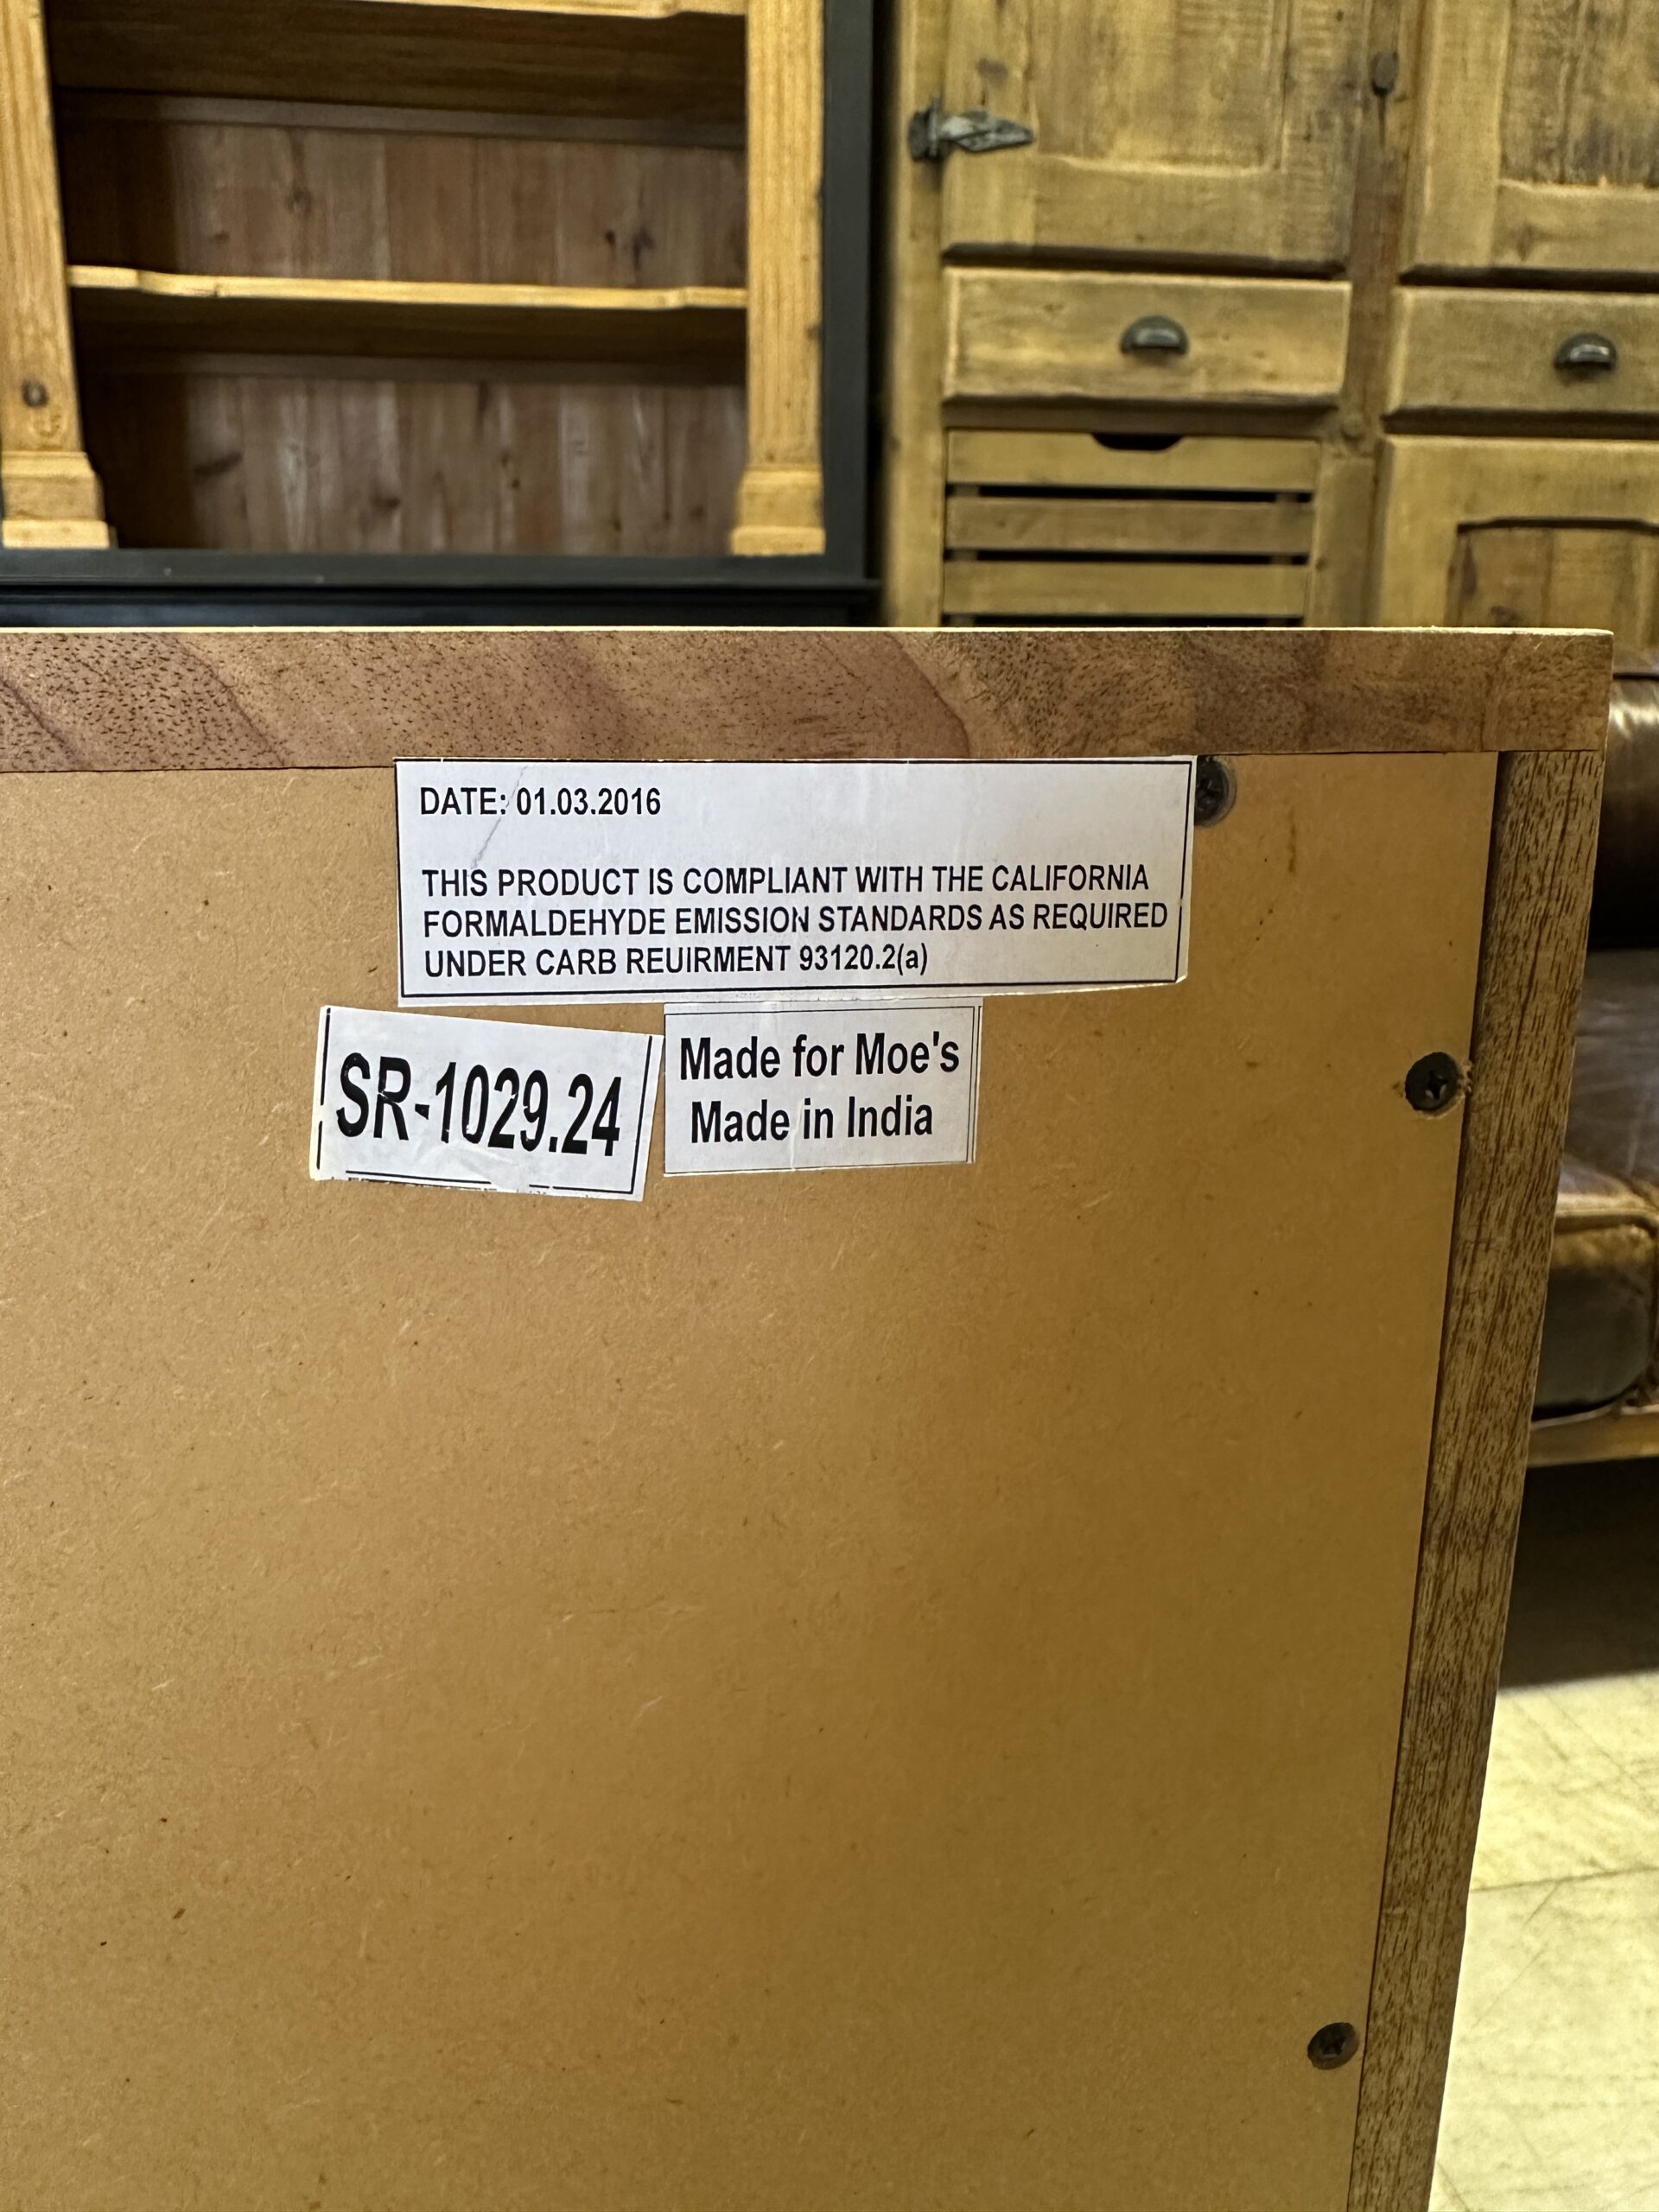 DATE: 01.03.2016
THIS PRODUCT IS COMPLIANT WITH THE CALIFORNIA
FORMALDEHYDE EMISSION STANDARDS AS REQUIRED
UNDER CARB REUIRMENT 93120.2(a)
SR-1029.24
Made for Moe's
Made in India